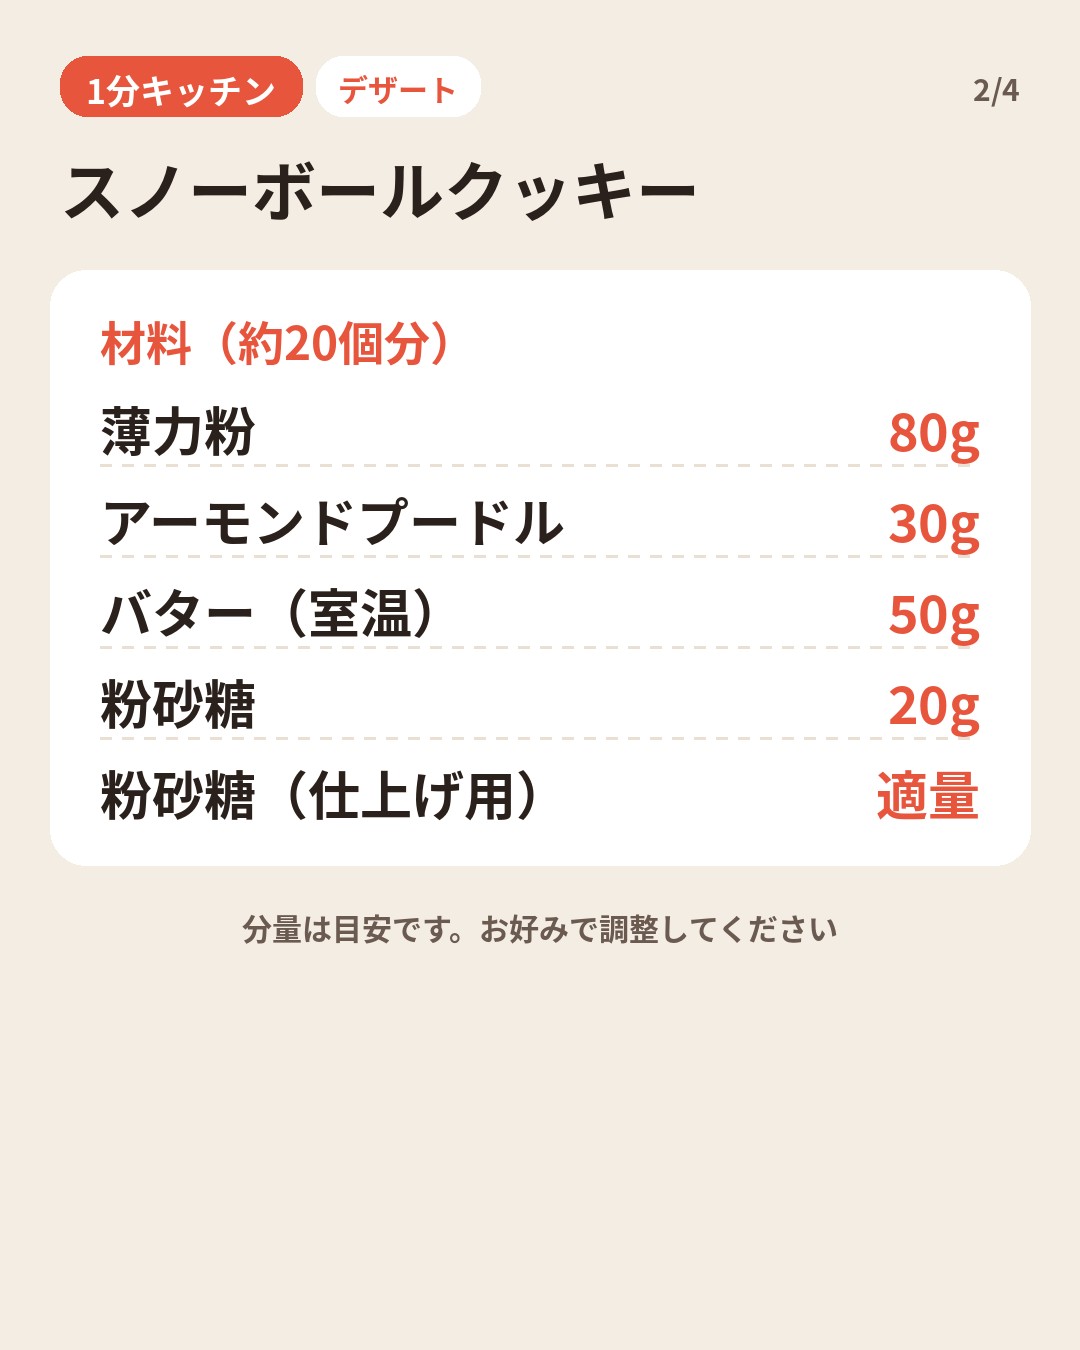 1分キッチン デザート 2/4
スノーボールクッキー
材料（約20個分）
薄力粉 80g
アーモンドプードル 30g
バター（室温） 50g
粉砂糖 20g
粉砂糖（仕上げ用） 適量
分量は目安です。お好みで調整してください